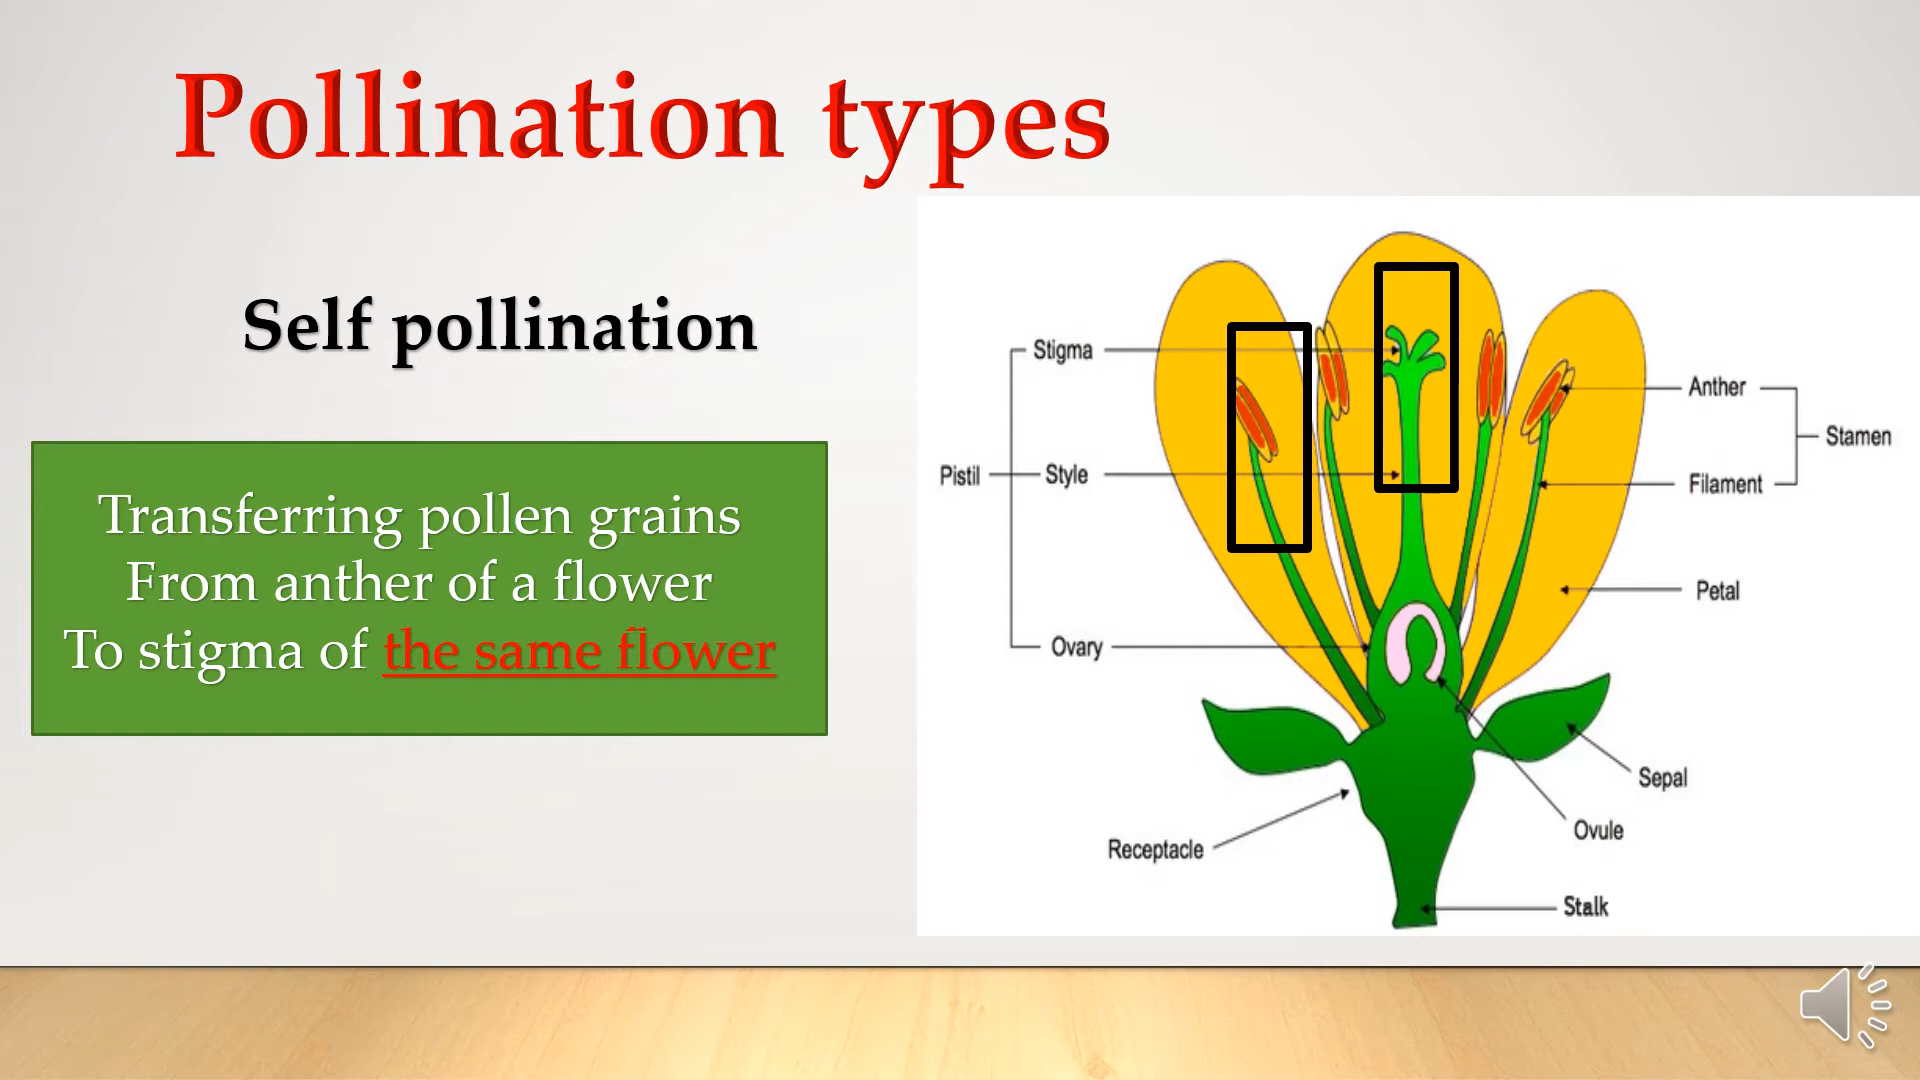 Pollination types
Self pollination
Transferring pollen grains
From anther of a flower
To stigma of the same flower
Stigma
Anther
Stamen
Pistil
Style
Filament
Petal
Ovary
Sepal
Ovule
Receptacle
Stalk